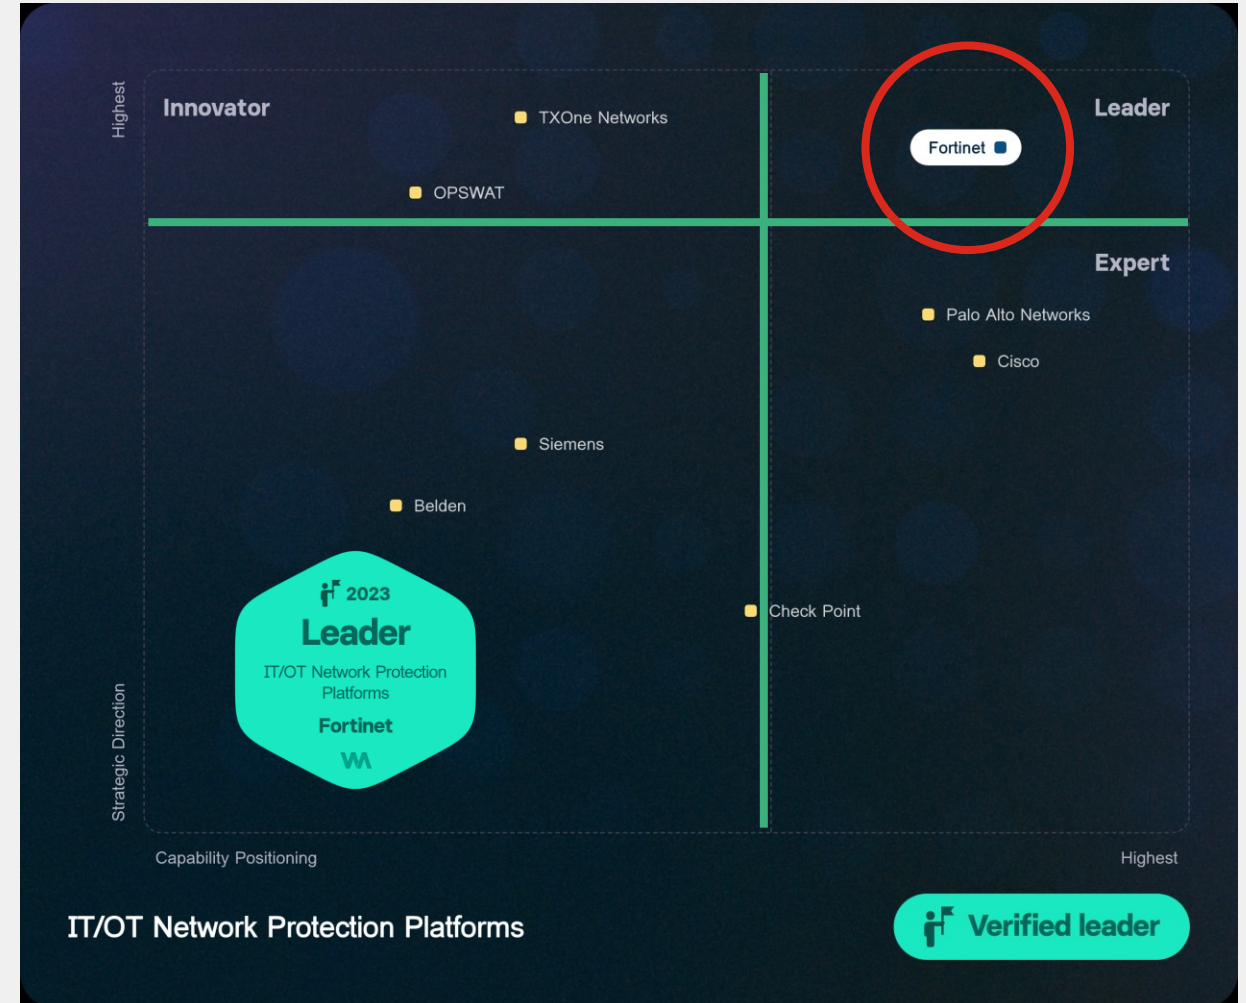 Highest
Innovator
TXOne Networks
Leader
Fortinet
OPSWAT
Expert
Palo Alto Networks
Cisco
Siemens
Belden
2023
Leader
IT/OT Network Protection
Platforms
Fortinet
Check Point
Strategic Direction
Capability Positioning
Highest
IT/OT Network Protection Platforms
Verified leader